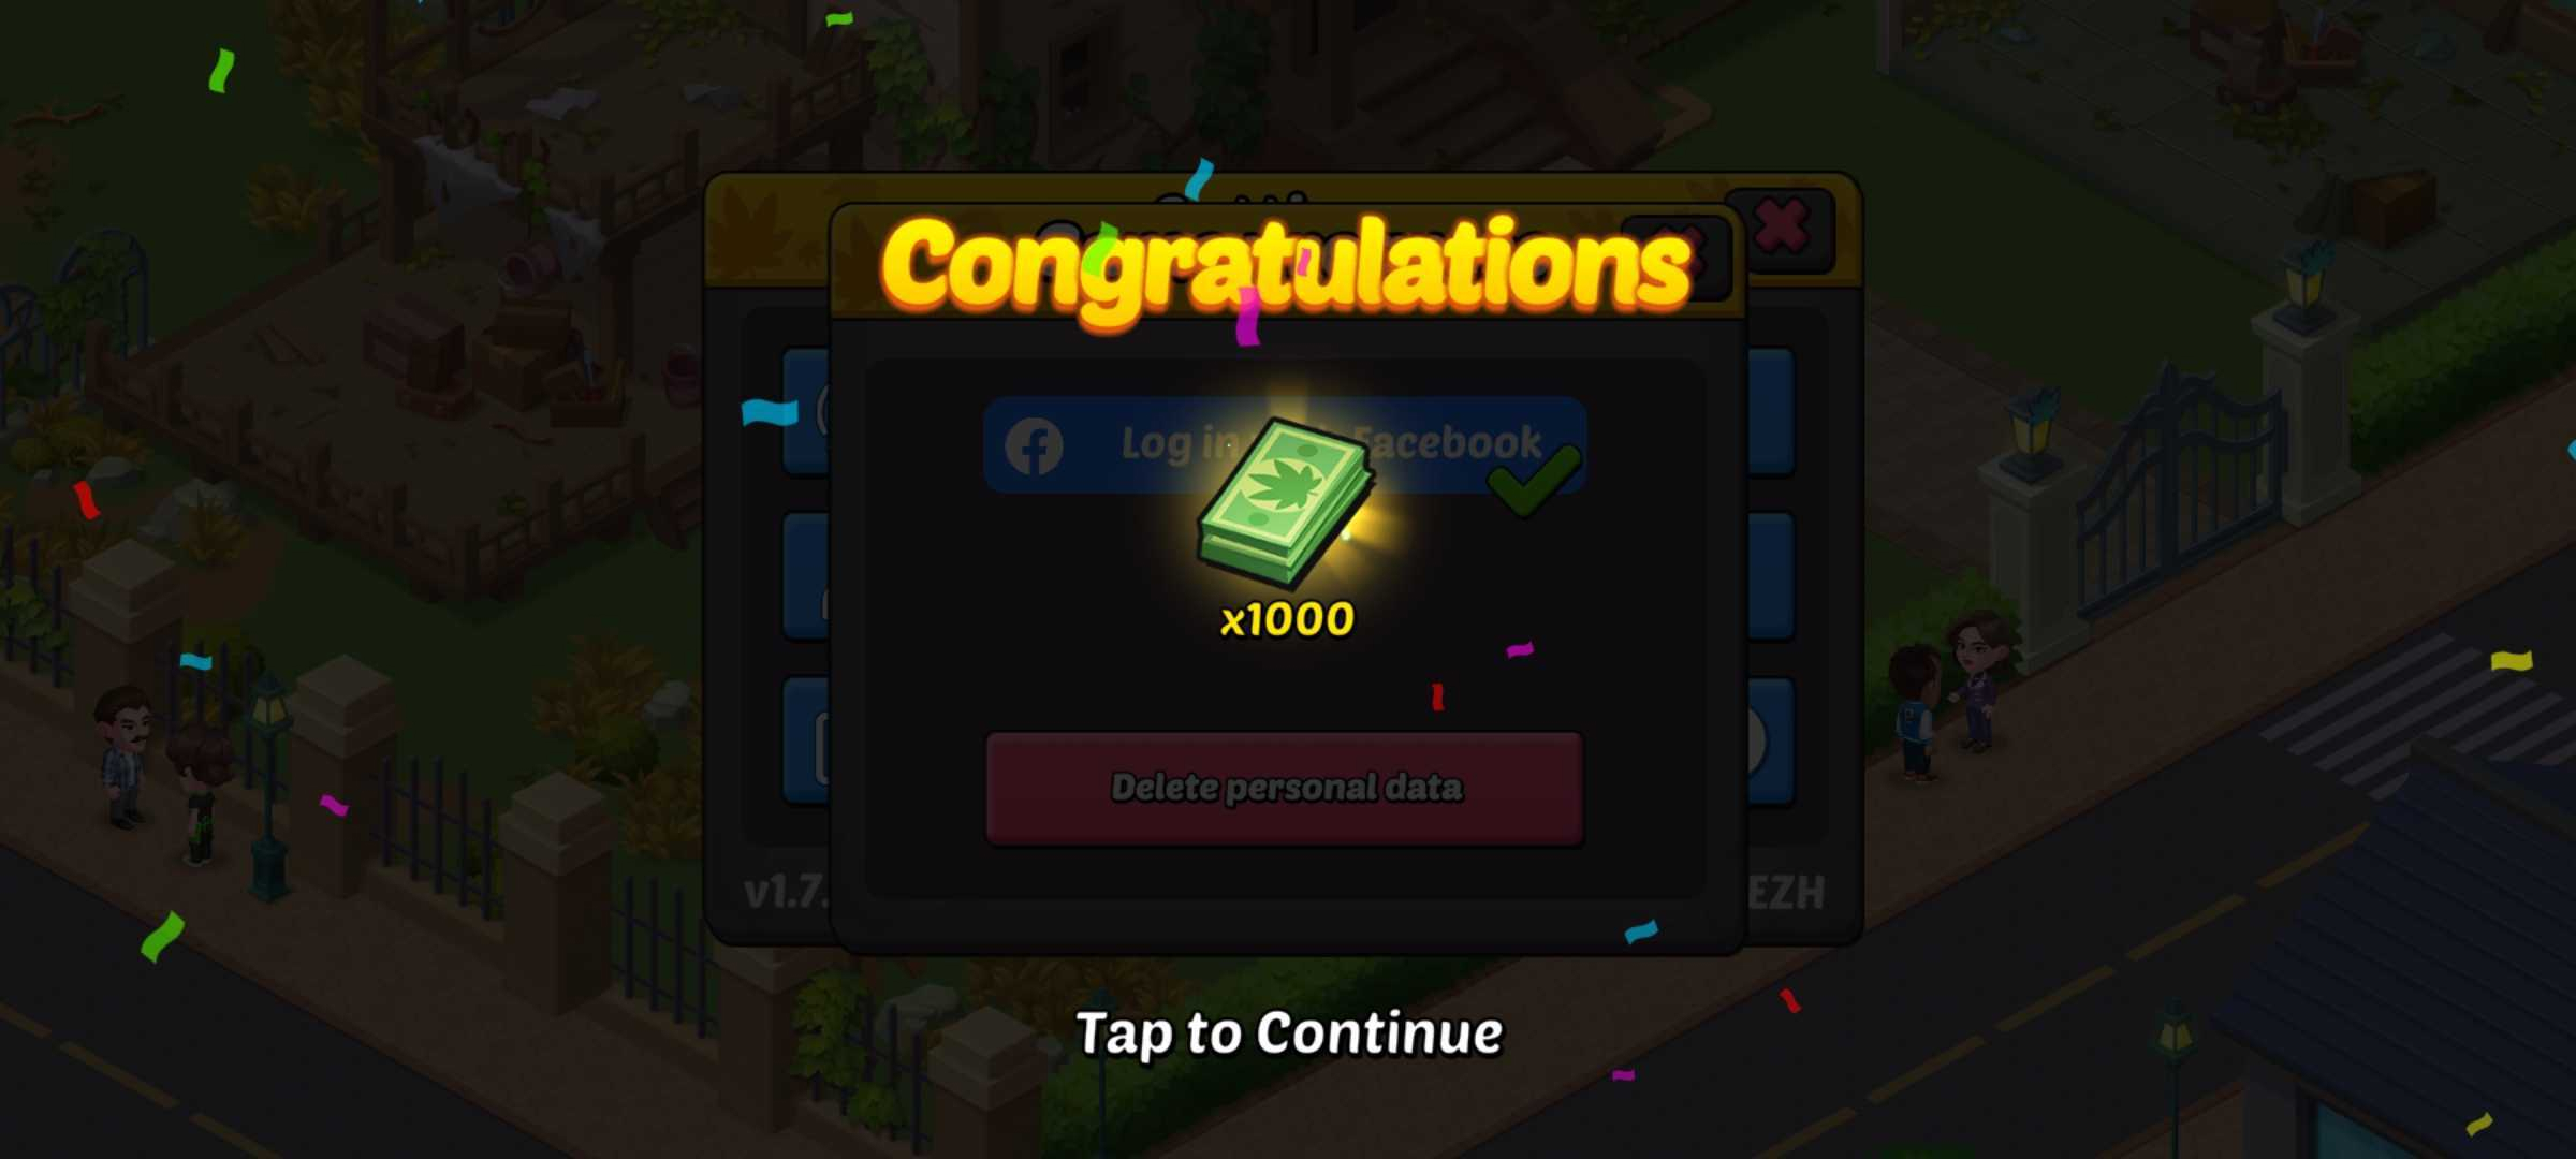 Congratulations
Log in Facebook
x1000
Delete personal data
v1.7.
EZH
Tap to Continue